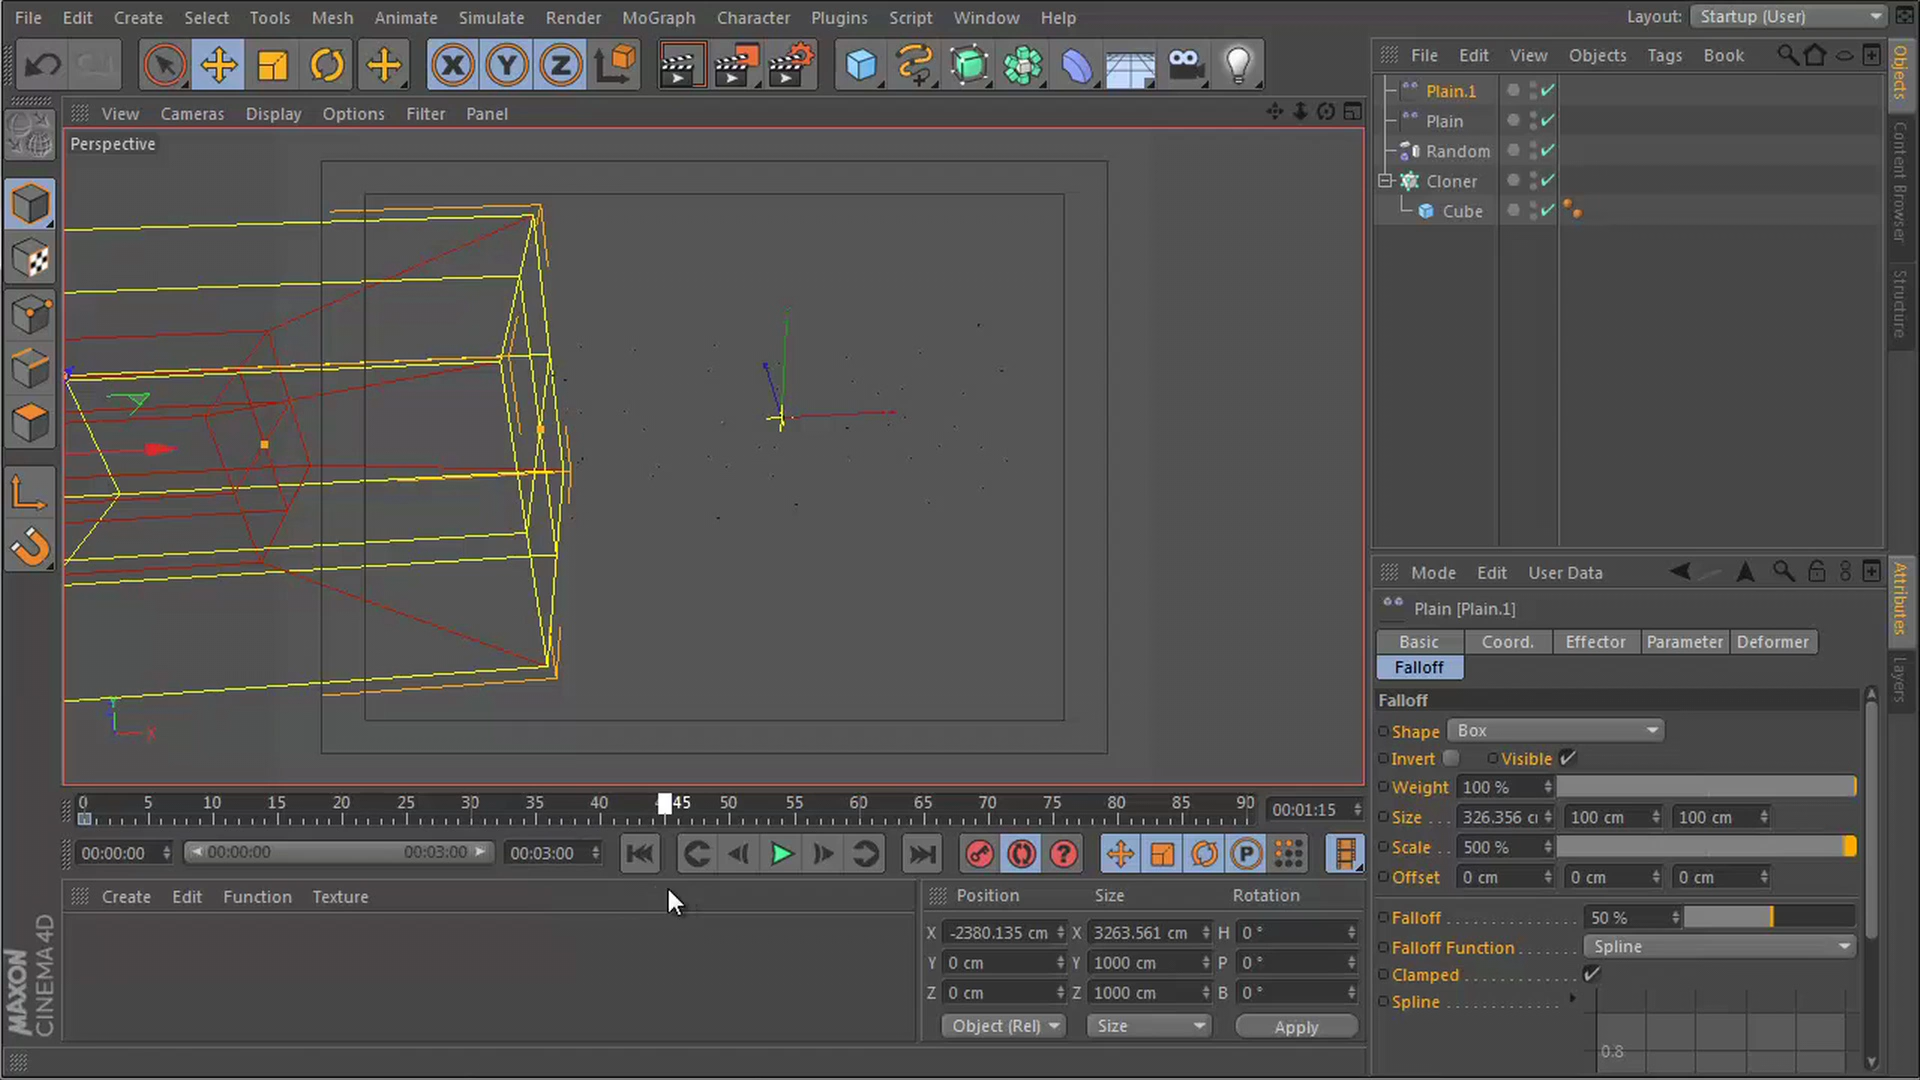 File Edit Create Select Tools Mesh Animate Simulate Render MoGraph Character Plugins Script Window Help
Layout: Startup (User)
X Y Z
File Edit View Objects Tags Book
View Cameras Display Options Filter Panel
Perspective
Plain.1
Plain
Random
Cloner
Cube
Objects
Content Browser
Structure
Mode Edit User Data
Plain [Plain.1]
Basic Coord. Effector Parameter Deformer
Falloff
Attributes
Layers
Falloff
Shape Box
Invert Visible
Weight 100 %
Size . . . 326.356 100 cm 100 cm
Scale . . 500 %
Offset 0 cm 0 cm 0 cm
Falloff 50 %
Falloff Function Spline
Clamped
Spline
0.8
X
0 5 10 15 20 25 30 35 40 45 50 55 60 65 70 75 80 85 90 00:01:15
00:00:00 00:00:00 00:03:00 00:03:00
? P
Create Edit Function Texture
Position Size Rotation
X -2380.135 cm X 3263.561 cm H 0 °
Y 0 cm Y 1000 cm P 0 °
Z 0 cm Z 1000 cm B 0 °
Object (Rel) Size Apply
MAXON
CINEMA 4D